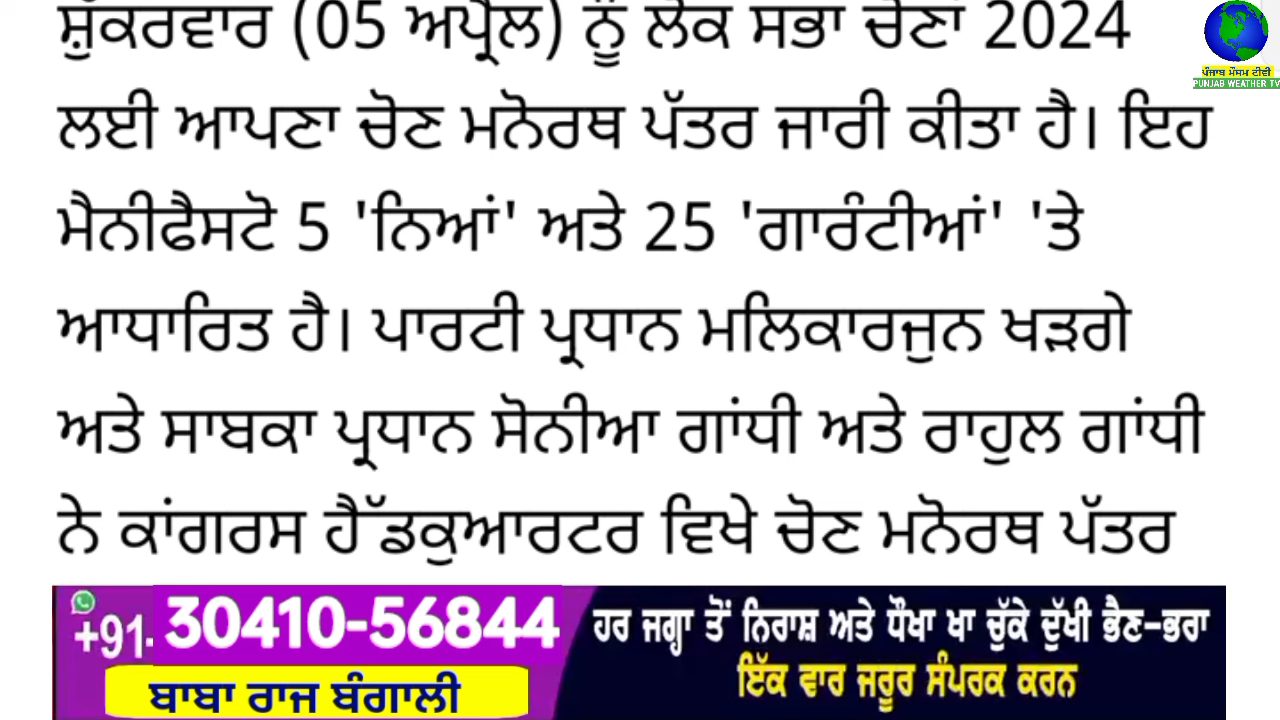 ਸ਼ੁੱਕਰਵਾਰ (05 ਅਪ੍ਰੈਲ) ਨੂੰ ਲੋਕ ਸਭਾ ਚੋਣਾਂ 2024
ਲਈ ਆਪਣਾ ਚੋਣ ਮਨੋਰਥ ਪੱਤਰ ਜਾਰੀ ਕੀਤਾ ਹੈ। ਇਹ
ਮੈਨੀਫੈਸਟੋ 5 'ਨਿਆਂ' ਅਤੇ 25 'ਗਾਰੰਟੀਆਂ' 'ਤੇ
ਆਧਾਰਿਤ ਹੈ। ਪਾਰਟੀ ਪ੍ਰਧਾਨ ਮਲਿਕਾਰਜੁਨ ਖੜਗੇ
ਅਤੇ ਸਾਬਕਾ ਪ੍ਰਧਾਨ ਸੋਨੀਆ ਗਾਂਧੀ ਅਤੇ ਰਾਹੁਲ ਗਾਂਧੀ
ਨੇ ਕਾਂਗਰਸ ਹੈੱਡਕੁਆਰਟਰ ਵਿਖੇ ਚੋਣ ਮਨੋਰਥ ਪੱਤਰ
ਪੰਜਾਬ ਮੌਸਮ ਟੀਵੀ
PUNJAB WEATHER TV
+91. 30410-56844
ਬਾਬਾ ਰਾਜ ਬੰਗਾਲੀ
ਹਰ ਜਗ੍ਹਾ ਤੋਂ ਨਿਰਾਸ਼ ਅਤੇ ਧੋਖਾ ਖਾ ਚੁੱਕੇ ਦੁੱਖੀ ਭੈਣ-ਭਰਾ
ਇੱਕ ਵਾਰ ਜਰੂਰ ਸੰਪਰਕ ਕਰਨ